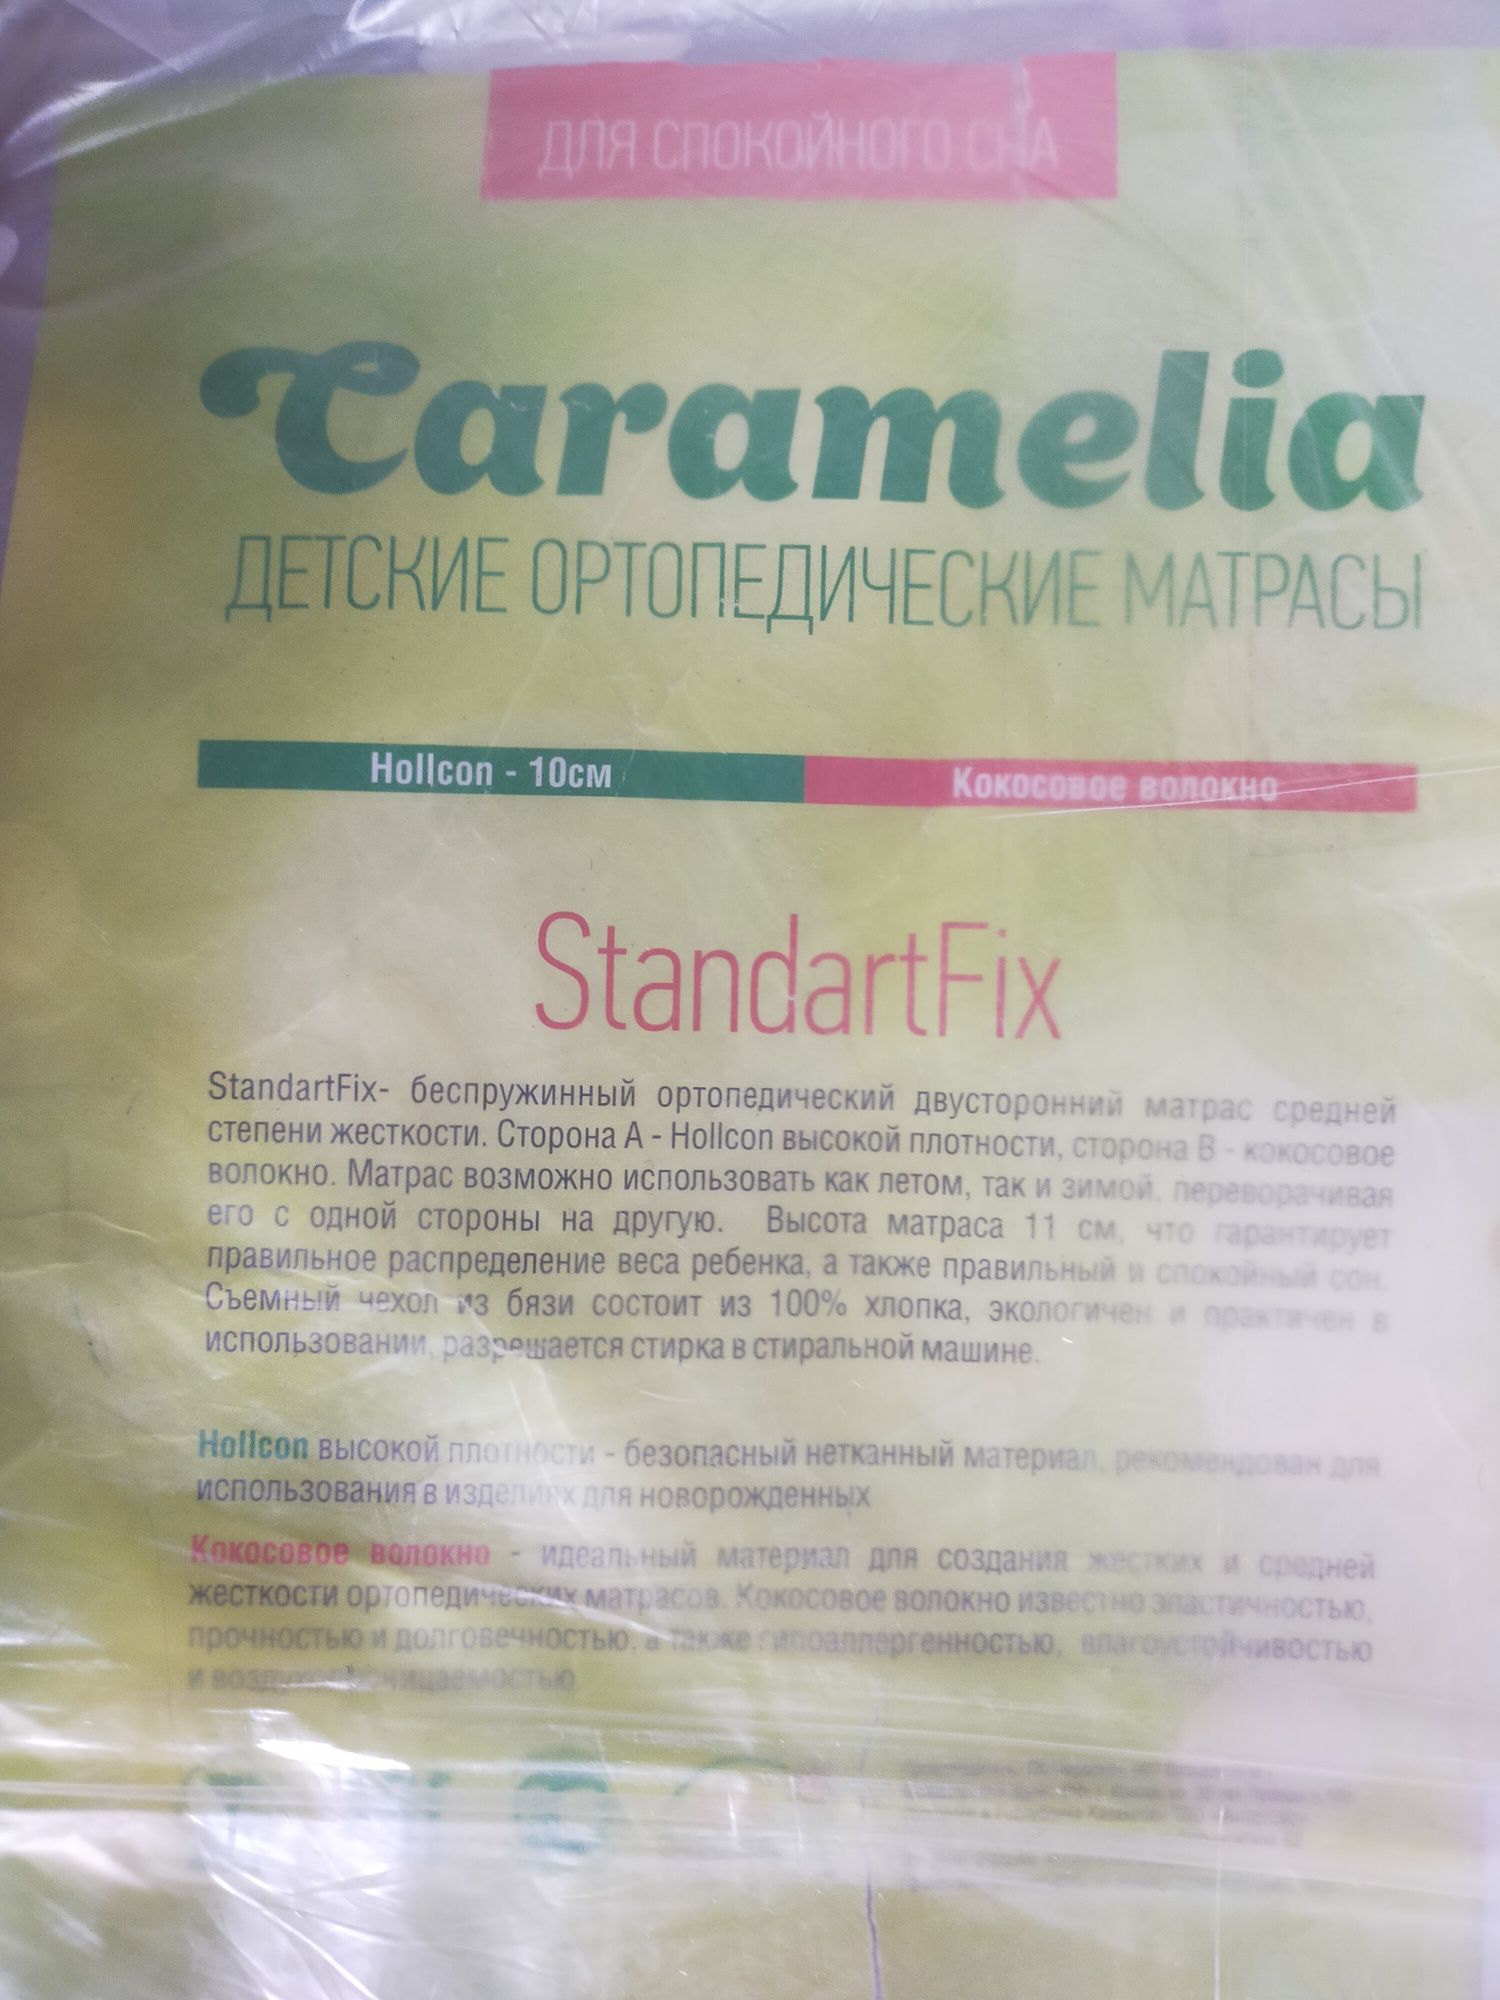 ДЛЯ СПОКОЙНОГО СНА
Caramelia
ДЕТСКИЕ ОРТОПЕДИЧЕСКИЕ МАТРАСЫ
Hollcon - 10см
Кокосовое волокно
StandartFix
StandartFix- беспружинный ортопедический двусторонний матрас средней
степени жесткости. Сторона А - Hollcon высокой плотности, сторона В - кокосовое
волокно. Матрас возможно использовать как летом, так и зимой, переворачивая
его с одной стороны на другую. Высота матраса 11 см, что гарантирует
правильное распределение веса ребенка, а также правильный и спокойный сон.
Съемный чехол из бязи состоит из 100% хлопка, экологичен и практичен в
использовании, разрешается стирка в стиральной машине.
Hollcon высокой плотности - безопасный нетканный материал, рекомендован для
использования в изделиях для новорожденных
Кокосовое волокно - идеальный материал для создания жестких и средней
жесткости ортопедических матрасов. Кокосовое волокно известно эластичностью,
прочностью и долговечностью, а также гипоаллергенностью, влагоустойчивостью
и воздухопроницаемостью